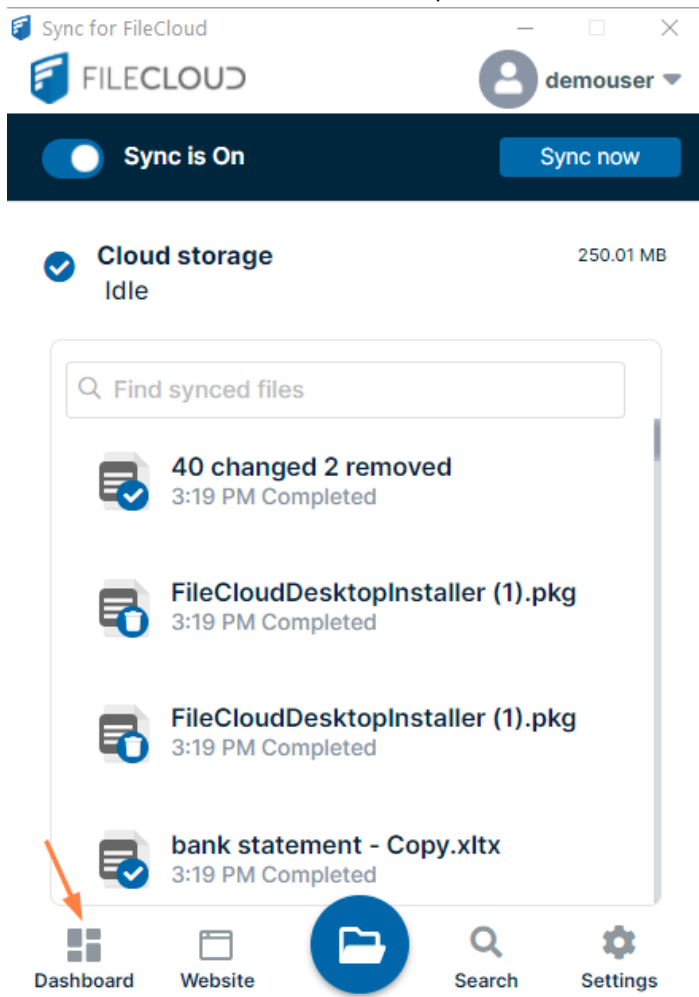 Sync for FileCloud
FILECLOUD
demouser
Sync is On
Sync now
Cloud storage
250.01 MB
Idle
Find synced files
40 changed 2 removed
3:19 PM Completed
FileCloudDesktopInstaller (1).pkg
3:19 PM Completed
FileCloudDesktopInstaller (1).pkg
3:19 PM Completed
bank statement - Copy.xltx
3:19 PM Completed
Dashboard
Website
Search
Settings